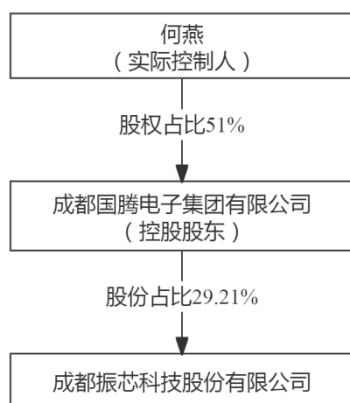 何燕
（实际控制人）
股权占比51%
成都国腾电子集团有限公司
（控股股东）
股份占比29.21%
成都振芯科技股份有限公司